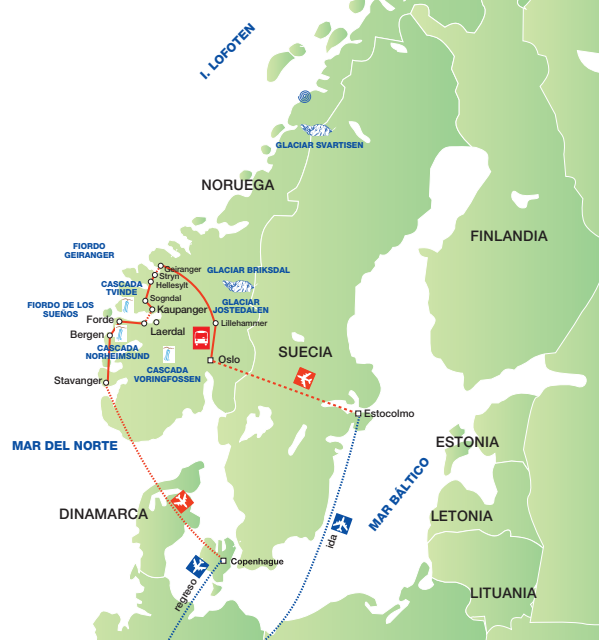 I. LOFOTEN
GLACIAR SVARTISEN
NORUEGA
FINLANDIA
FIORDO
GEIRANGER
Geiranger
GLACIAR BRIKSDAL
Stryn
Hellesylt
CASCADA
TVINDE
Sogndal
GLACIAR
JOSTEDALEN
FIORDO DE LOS
SUEÑOS
Kaupanger
Forde
Laerdal
Lillehammer
Bergen
CASCADA
NORHEIMSUND
Oslo
SUECIA
CASCADA
VORINGFOSSEN
Stavanger
Estocolmo
MAR DEL NORTE
ESTONIA
MAR BÁLTICO
DINAMARCA
LETONIA
ida
Copenhague
regreso
LITUANIA